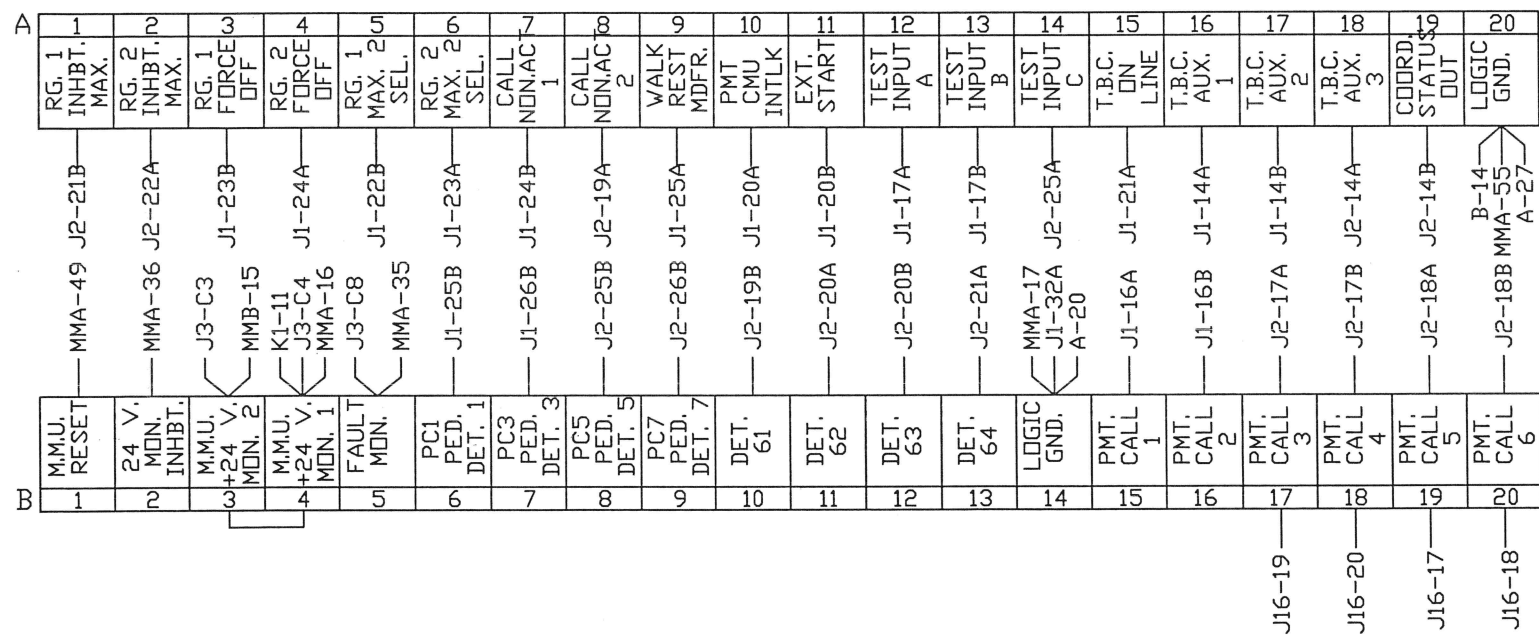 A 1 2 3 4 5 6 7 8 9 10 11 12 13 14 15 16 17 18 19 20
RG. 1
INHBT.
MAX.
RG. 2
INHBT.
MAX.
RG. 1
FORCE
OFF
RG. 2
FORCE
OFF
RG. 1
MAX. 2
SEL.
RG. 2
MAX. 2
SEL.
CALL
NON.ACT
1
CALL
NON.ACT
2
WALK
REST
MDFR.
PMT
CMU
INTLK
EXT.
START
TEST
INPUT
A
TEST
INPUT
B
TEST
INPUT
C
T.B.C.
ON
LINE
T.B.C.
AUX.
1
T.B.C.
AUX.
2
T.B.C.
AUX.
3
COORD.
STATUS
OUT
LOGIC
GND.
J2-21B
J2-22A
J1-23B
J1-24A
J1-22B
J1-23A
J1-24B
J2-19A
J1-25A
J1-20A
J1-20B
J1-17A
J1-17B
J2-25A
J1-21A
J1-14A
J1-14B
J2-14A
J2-14B
B-14
MMA-55
A-27
MMA-49
MMA-36
J3-C3
MMB-15
K1-11
J3-C4
MMA-16
J3-C8
MMA-35
J1-25B
J1-26B
J2-25B
J2-26B
J2-19B
J2-20A
J2-20B
J2-21A
MMA-17
J1-32A
A-20
J1-16A
J1-16B
J2-17A
J2-17B
J2-18A
J2-18B
M.M.U.
RESET
24 V.
MON.
INHBT.
M.M.U.
+24 V.
MON. 2
M.M.U.
+24 V.
MON. 1
FAULT
MON.
PC1
PED.
DET. 1
PC3
PED.
DET. 3
PC5
PED.
DET. 5
PC7
PED.
DET. 7
DET.
61
DET.
62
DET.
63
DET.
64
LOGIC
GND.
PMT.
CALL
1
PMT.
CALL
2
PMT.
CALL
3
PMT.
CALL
4
PMT.
CALL
5
PMT.
CALL
6
B 1 2 3 4 5 6 7 8 9 10 11 12 13 14 15 16 17 18 19 20
J16-19
J16-20
J16-17
J16-18